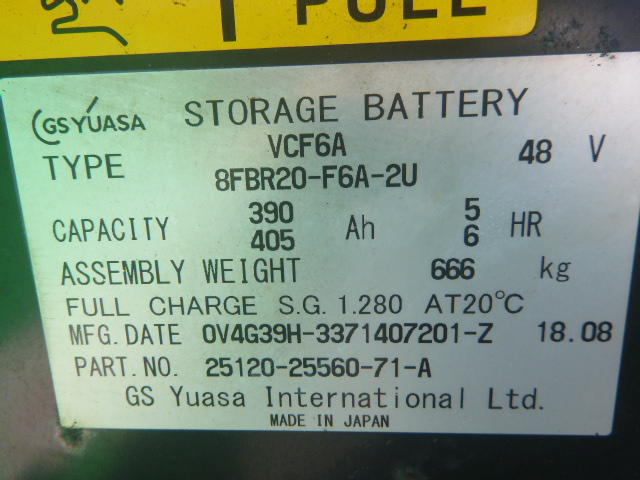 FULL
GS YUASA STORAGE BATTERY
TYPE VCF6A 48 V
8FBR20-F6A-2U
CAPACITY 390 Ah 5 HR
405 6
ASSEMBLY WEIGHT 666 kg
FULL CHARGE S.G. 1.280 AT20℃
MFG. DATE 0V4G39H-3371407201-Z 18.08
PART. NO. 25120-25560-71-A
GS Yuasa International Ltd.
MADE IN JAPAN